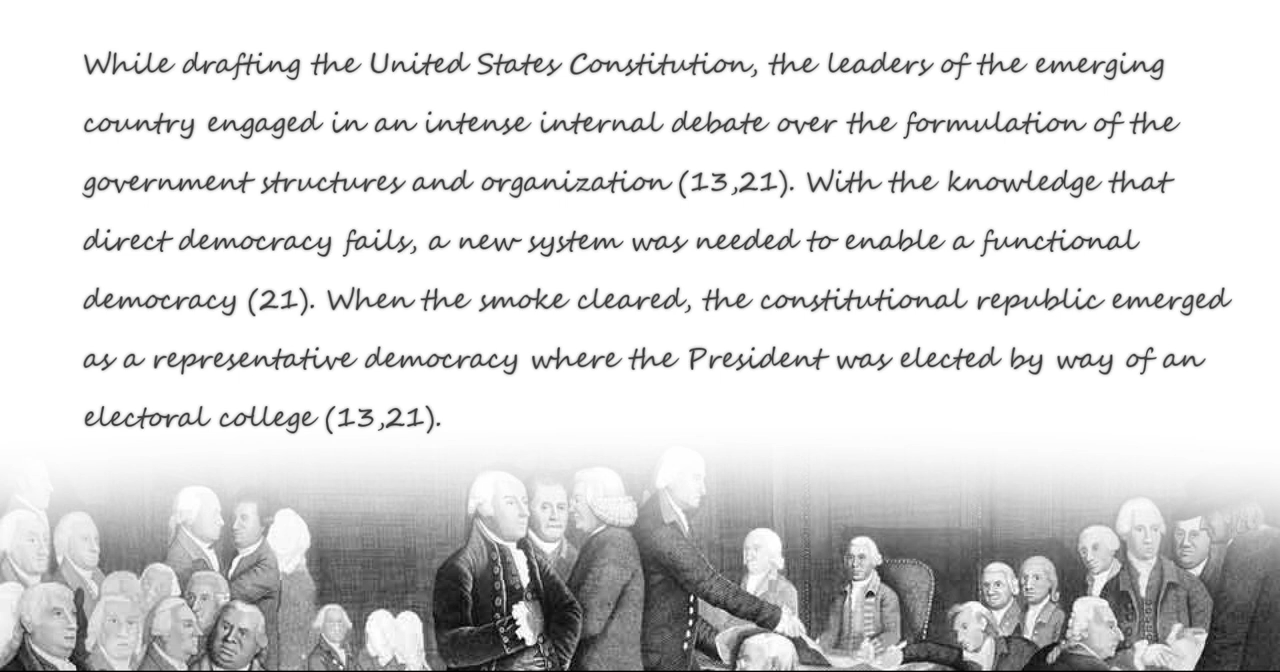 While drafting the United States Constitution, the leaders of the emerging
country engaged in an intense internal debate over the formulation of the
government structures and organization (13,21). With the knowledge that
direct democracy fails, a new system was needed to enable a functional
democracy (21). When the smoke cleared, the constitutional republic emerged
as a representative democracy where the President was elected by way of an
electoral college (13,21).